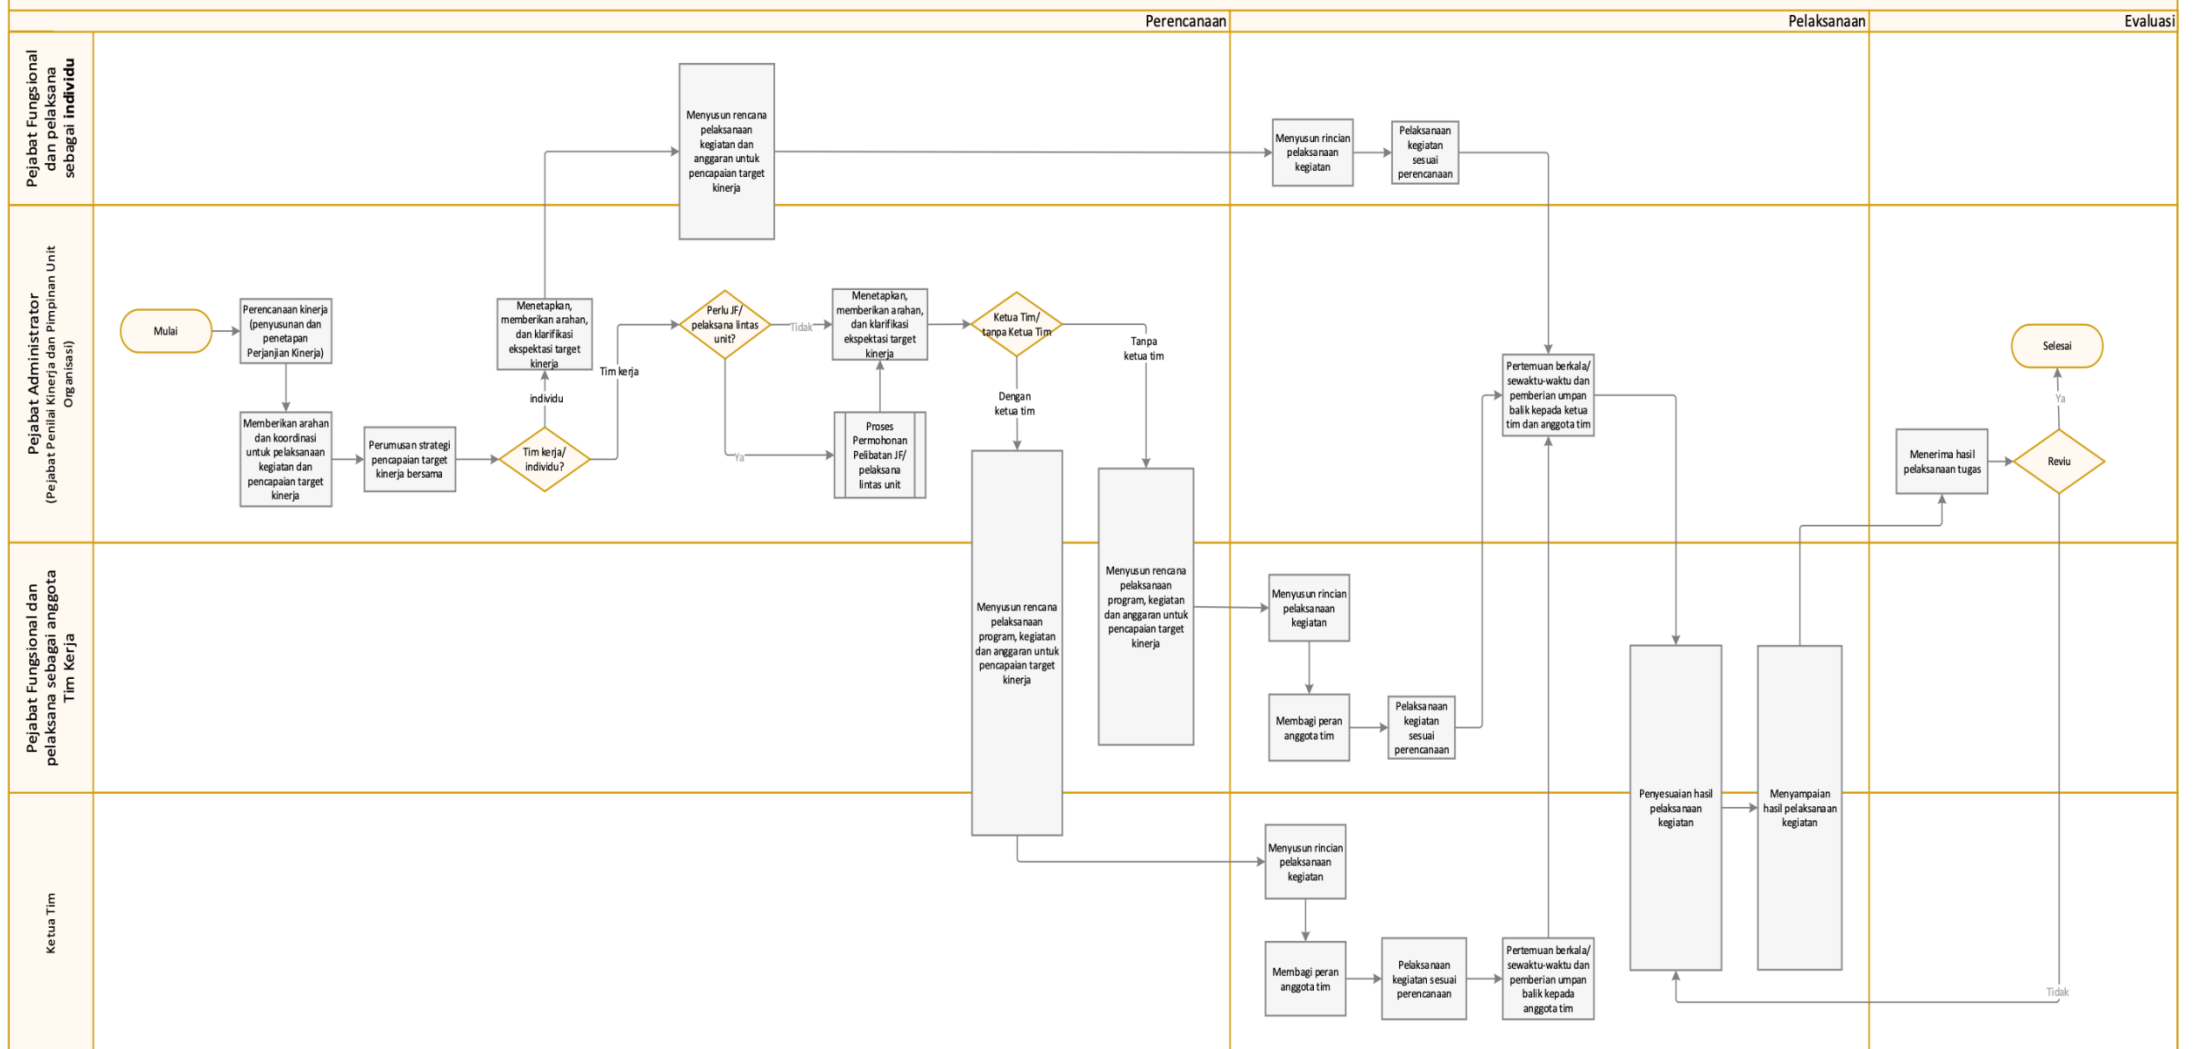 Perencanaan
Pelaksanaan
Evaluasi
Pejabat Fungsional
dan pelaksana
sebagai individu
Menyusun rencana
pelaksanaan
kegiatan dan
anggaran untuk
pencapaian target
kinerja
Menyusun rincian
pelaksanaan
kegiatan
Pelaksanaan
kegiatan
sesuai
perencanaan
Pejabat Administrator
(Pejabat Penilai Kinerja dan Pimpinan Unit
Organisasi)
Mulai
Perencanaan kinerja
(penyusunan dan
penetapan
Perjanjian Kinerja)
Memberikan arahan
dan koordinasi
untuk pelaksanaan
kegiatan dan
pencapaian target
kinerja
Perumusan strategi
pencapaian target
kinerja bersama
Tim kerja/
individu?
individu
Menetapkan,
memberikan arahan,
dan klarifikasi
ekspektasi target
kinerja
Tim kerja
Perlu JF/
pelaksana lintas
unit?
Tidak
Ya
Proses
Permohonan
Pelibatan JF/
pelaksana
lintas unit
Menetapkan,
memberikan arahan,
dan klarifikasi
ekspektasi target
kinerja
Ketua Tim/
tanpa Ketua Tim
Dengan
ketua tim
Tanpa
ketua tim
Pertemuan berkala/
sewaktu-waktu dan
pemberian umpan
balik kepada ketua
tim dan anggota tim
Menerima hasil
pelaksanaan tugas
Reviu
Ya
Selesai
Pejabat Fungsional dan
pelaksana sebagai anggota
Tim Kerja
Menyusun rencana
pelaksanaan
program, kegiatan
dan anggaran untuk
pencapaian target
kinerja
Menyusun rencana
pelaksanaan
program, kegiatan
dan anggaran untuk
pencapaian target
kinerja
Menyusun rincian
pelaksanaan
kegiatan
Membagi peran
anggota tim
Pelaksanaan
kegiatan
sesuai
perencanaan
Penyesuaian hasil
pelaksanaan
kegiatan
Menyampaian
hasil pelaksanaan
kegiatan
Ketua Tim
Menyusun rincian
pelaksanaan
kegiatan
Membagi peran
anggota tim
Pelaksanaan
kegiatan sesuai
perencanaan
Pertemuan berkala/
sewaktu-waktu dan
pemberian umpan
balik kepada
anggota tim
Tidak